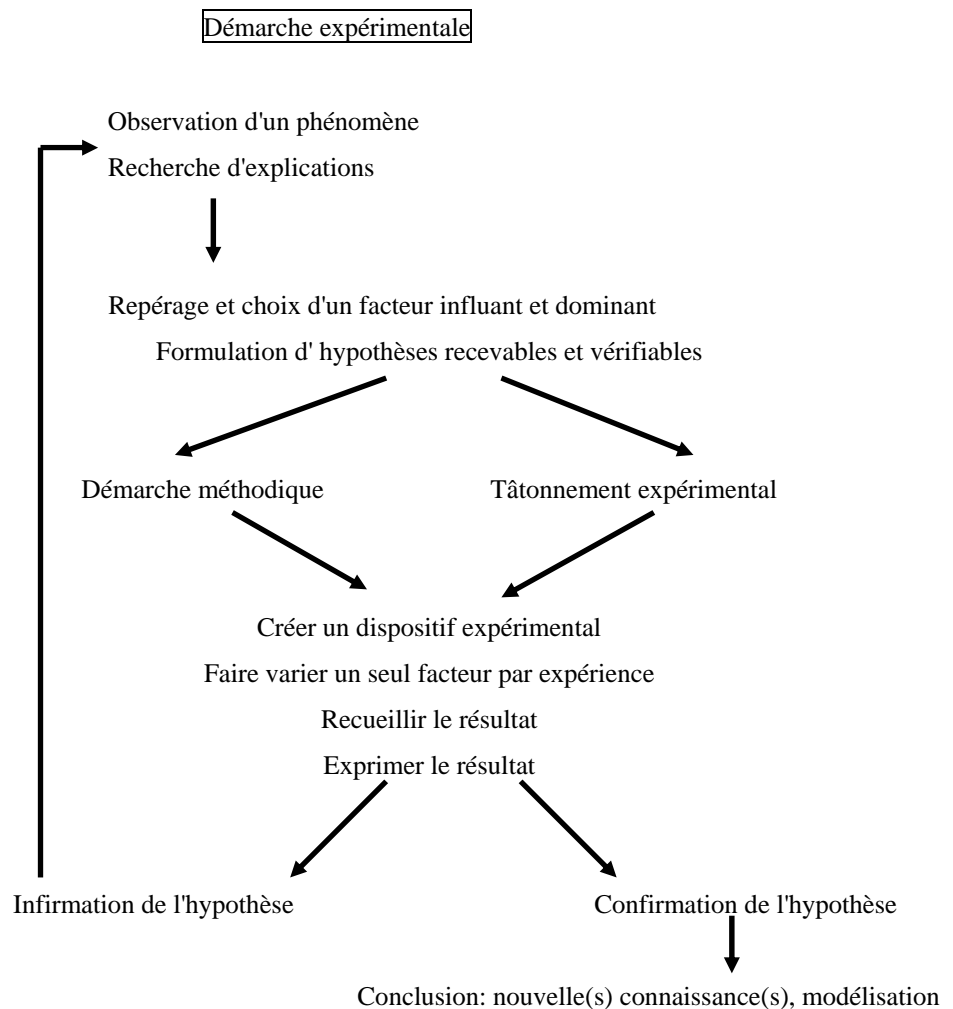 Démarche expérimentale
Observation d'un phénomène
Recherche d'explications
Repérage et choix d'un facteur influant et dominant
Formulation d' hypothèses recevables et vérifiables
Démarche méthodique
Tâtonnement expérimental
Créer un dispositif expérimental
Faire varier un seul facteur par expérience
Recueillir le résultat
Exprimer le résultat
Infirmation de l'hypothèse
Confirmation de l'hypothèse
Conclusion: nouvelle(s) connaissance(s), modélisation